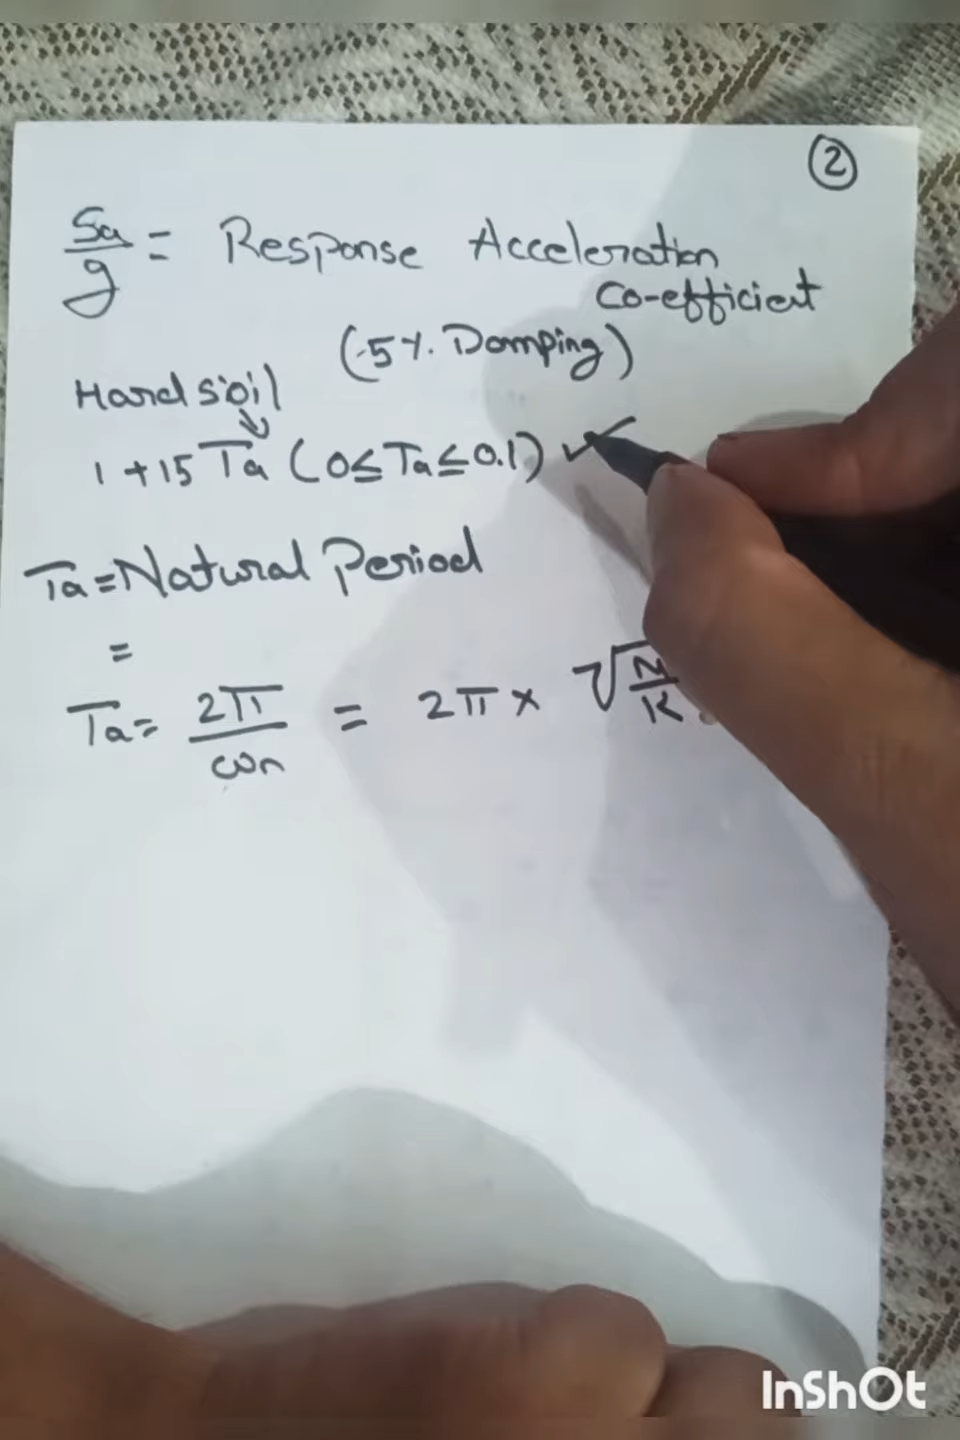 ②
Sa/g = Response Acceleration
Co-efficient
(.5%. Damping)
Hard soil
1 + 15 Ta (0 ≤ Ta ≤ 0.1) ✓
Ta = Natural Period
=
Ta = 2π/ωn = 2π × √M/K
InShOt